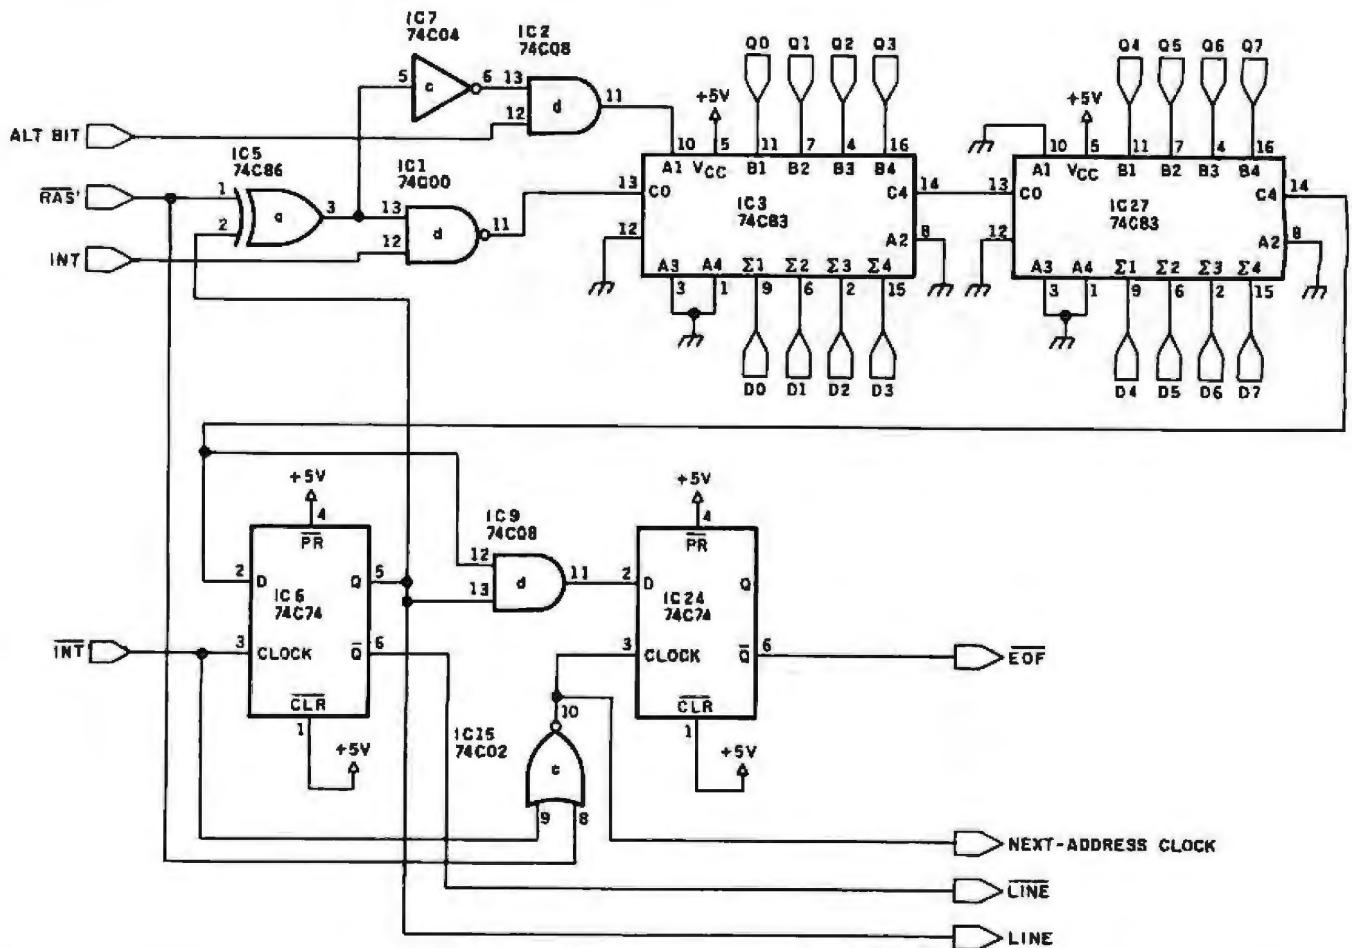 IC7
74C04
IC2
74C08
5
c
6
13
12
d
11
ALT BIT
IC5
74C86
RAS'
1
2
a
3
IC1
74C00
13
12
d
11
INT
Q0
Q1
Q2
Q3
+5V
10
5
11
7
4
16
A1
VCC
B1
B2
B3
B4
13
C0
C4
14
IC3
74C83
12
A2
8
A3
A4
Σ1
Σ2
Σ3
Σ4
3
1
9
6
2
15
D0
D1
D2
D3
Q4
Q5
Q6
Q7
+5V
10
5
11
7
4
16
A1
VCC
B1
B2
B3
B4
13
C0
C4
14
IC27
74C83
12
A2
8
A3
A4
Σ1
Σ2
Σ3
Σ4
3
1
9
6
2
15
D4
D5
D6
D7
+5V
4
PR
2
D
Q
5
IC6
74C74
INT
3
CLOCK
Q
6
CLR
1
+5V
IC9
74C08
12
13
d
11
+5V
4
PR
2
D
Q
IC24
74C74
3
CLOCK
Q
6
EOF
CLR
1
+5V
IC15
74C02
10
c
9
8
NEXT-ADDRESS CLOCK
LINE
LINE